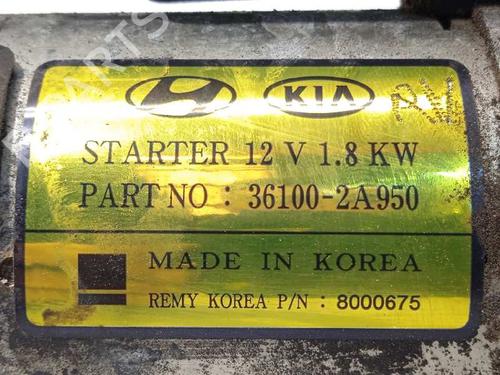 KIA
STARTER 12 V 1.8 KW
PART NO : 36100-2A950
MADE IN KOREA
REMY KOREA P/N : 8000675